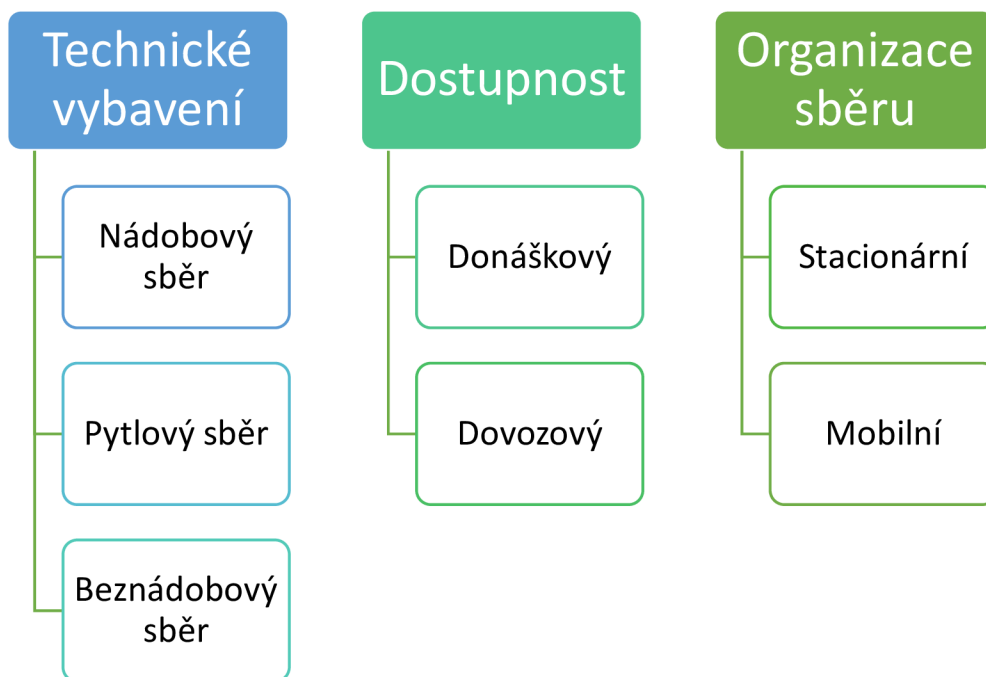 Technické
vybavení
Nádobový
sběr
Pytlový sběr
Beznádobový
sběr
Dostupnost
Donáškový
Dovozový
Organizace
sběru
Stacionární
Mobilní